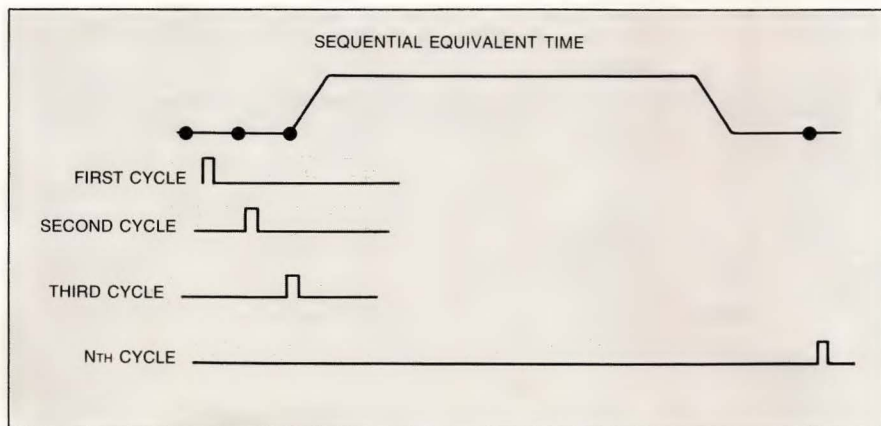 SEQUENTIAL EQUIVALENT TIME
FIRST CYCLE
SECOND CYCLE
THIRD CYCLE
NTH CYCLE